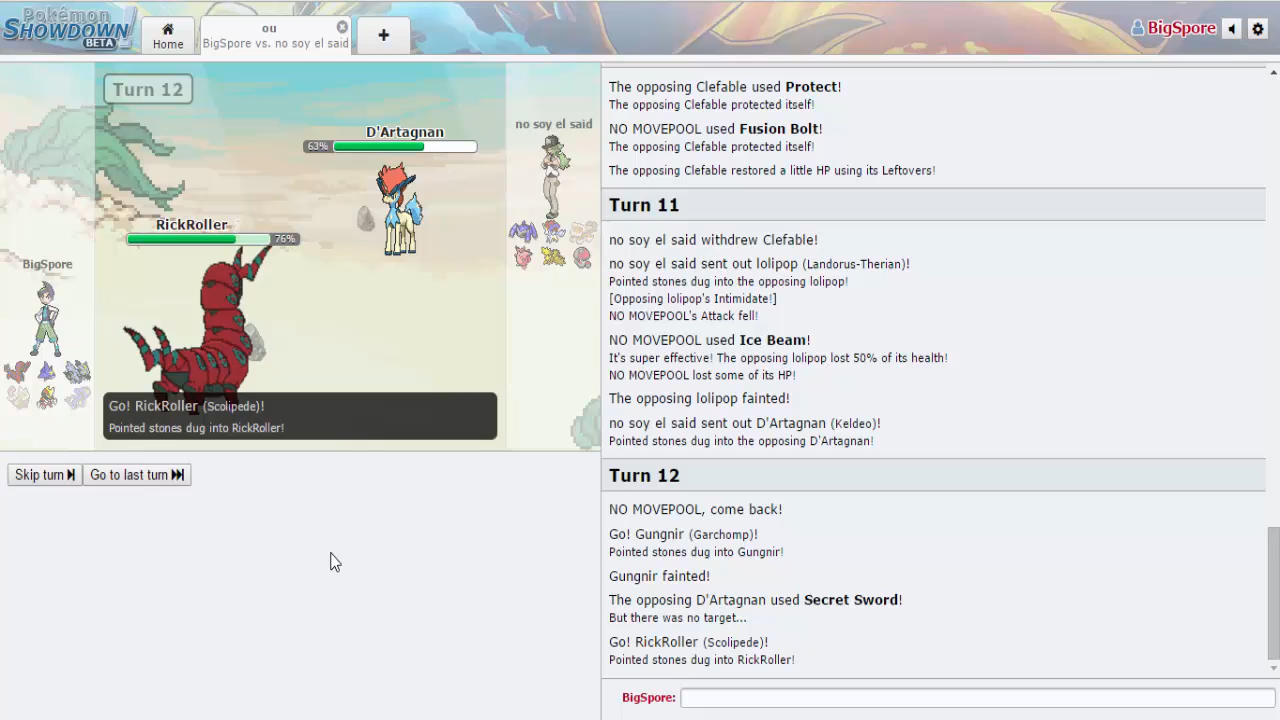 Pokémon
SHOWDOWN
BETA
Home
ou
BigSpore vs. no soy el said
+
BigSpore
Turn 12
D'Artagnan
63%
no soy el said
RickRoller
76%
BigSpore
Go! RickRoller (Scolipede)!
Pointed stones dug into RickRoller!
Skip turn
Go to last turn
The opposing Clefable used Protect!
The opposing Clefable protected itself!
NO MOVEPOOL used Fusion Bolt!
The opposing Clefable protected itself!
The opposing Clefable restored a little HP using its Leftovers!
Turn 11
no soy el said withdrew Clefable!
no soy el said sent out lolipop (Landorus-Therian)!
Pointed stones dug into the opposing lolipop!
[Opposing lolipop's Intimidate!]
NO MOVEPOOL's Attack fell!
NO MOVEPOOL used Ice Beam!
It's super effective! The opposing lolipop lost 50% of its health!
NO MOVEPOOL lost some of its HP!
The opposing lolipop fainted!
no soy el said sent out D'Artagnan (Keldeo)!
Pointed stones dug into the opposing D'Artagnan!
Turn 12
NO MOVEPOOL, come back!
Go! Gungnir (Garchomp)!
Pointed stones dug into Gungnir!
Gungnir fainted!
The opposing D'Artagnan used Secret Sword!
But there was no target...
Go! RickRoller (Scolipede)!
Pointed stones dug into RickRoller!
BigSpore: